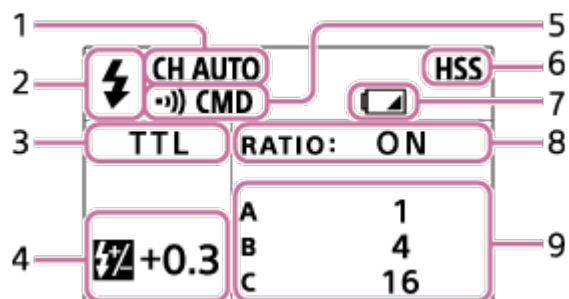 1
5
2
CH AUTO
HSS
6
•)) CMD
7
3
TTL
RATIO: ON
8
A 1
4
+0.3
B 4
9
C 16